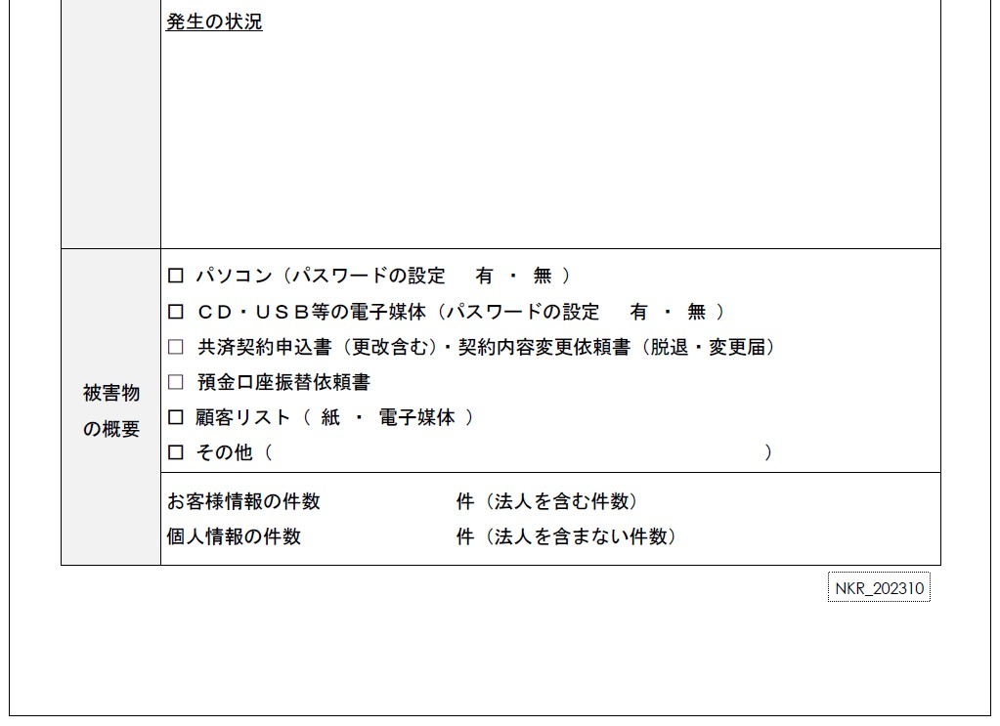 発生の状況
□ パソコン（パスワードの設定　有 ・ 無 ）
□ ＣＤ・ＵＳＢ等の電子媒体（パスワードの設定　有 ・ 無 ）
□ 共済契約申込書（更改含む）・契約内容変更依頼書（脱退・変更届）
□ 預金口座振替依頼書
被害物
の概要
□ 顧客リスト（ 紙 ・ 電子媒体 ）
□ その他（　　　　　　　　　　　　　　　　　　　　　　　　　　）
お客様情報の件数　　　　　　　件（法人を含む件数）
個人情報の件数　　　　　　　　件（法人を含まない件数）
NKR_202310